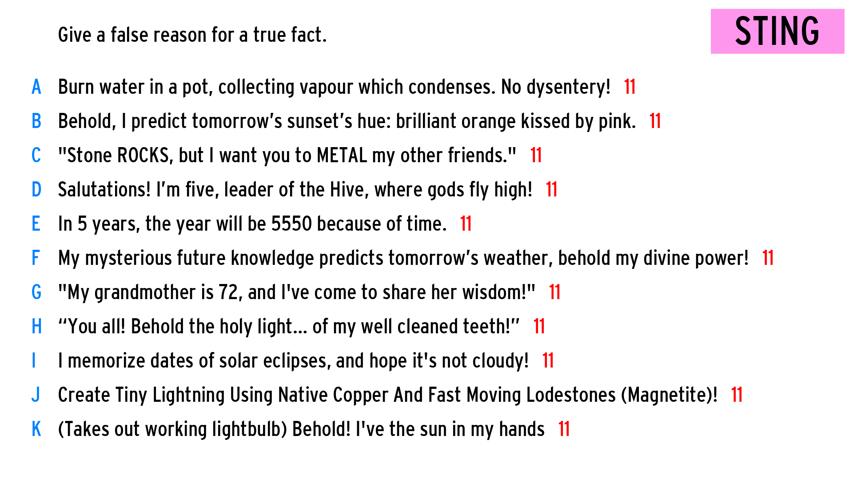 Give a false reason for a true fact.
STING
A Burn water in a pot, collecting vapour which condenses. No dysentery! 11
B Behold, I predict tomorrow’s sunset’s hue: brilliant orange kissed by pink. 11
C "Stone ROCKS, but I want you to METAL my other friends." 11
D Salutations! I’m five, leader of the Hive, where gods fly high! 11
E In 5 years, the year will be 5550 because of time. 11
F My mysterious future knowledge predicts tomorrow’s weather, behold my divine power! 11
G "My grandmother is 72, and I've come to share her wisdom!" 11
H “You all! Behold the holy light... of my well cleaned teeth!” 11
I I memorize dates of solar eclipses, and hope it's not cloudy! 11
J Create Tiny Lightning Using Native Copper And Fast Moving Lodestones (Magnetite)! 11
K (Takes out working lightbulb) Behold! I've the sun in my hands 11